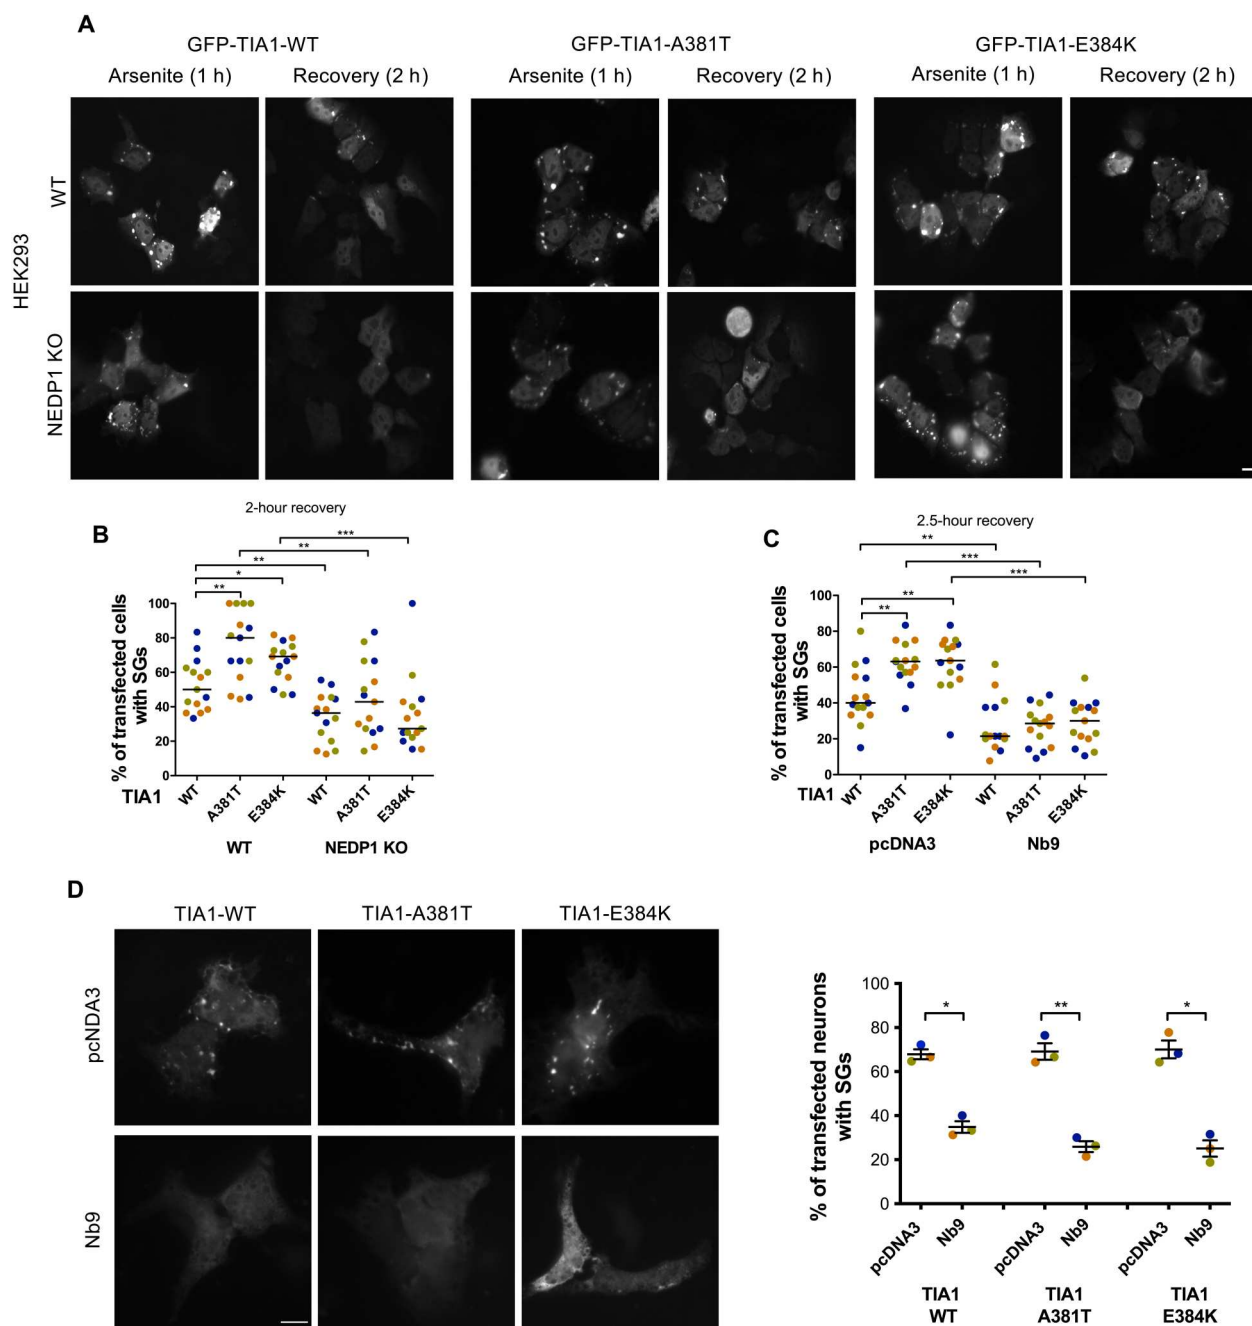 A
GFP-TIA1-WT
GFP-TIA1-A381T
GFP-TIA1-E384K
Arsenite (1 h)
Recovery (2 h)
Arsenite (1 h)
Recovery (2 h)
Arsenite (1 h)
Recovery (2 h)
HEK293
WT
NEDP1 KO
B
2-hour recovery
***
**
**
*
**
% of transfected cells
with SGs
100
80
60
40
20
0
TIA1
WT
A381T
E384K
WT
A381T
E384K
WT
NEDP1 KO
C
2.5-hour recovery
**
***
***
**
**
% of transfected cells
with SGs
100
80
60
40
20
0
TIA1
WT
A381T
E384K
WT
A381T
E384K
pcDNA3
Nb9
D
TIA1-WT
TIA1-A381T
TIA1-E384K
pcNDA3
Nb9
% of transfected neurons
with SGs
100
80
60
40
20
0
*
**
*
pcDNA3
Nb9
pcDNA3
Nb9
pcDNA3
Nb9
TIA1
WT
TIA1
A381T
TIA1
E384K